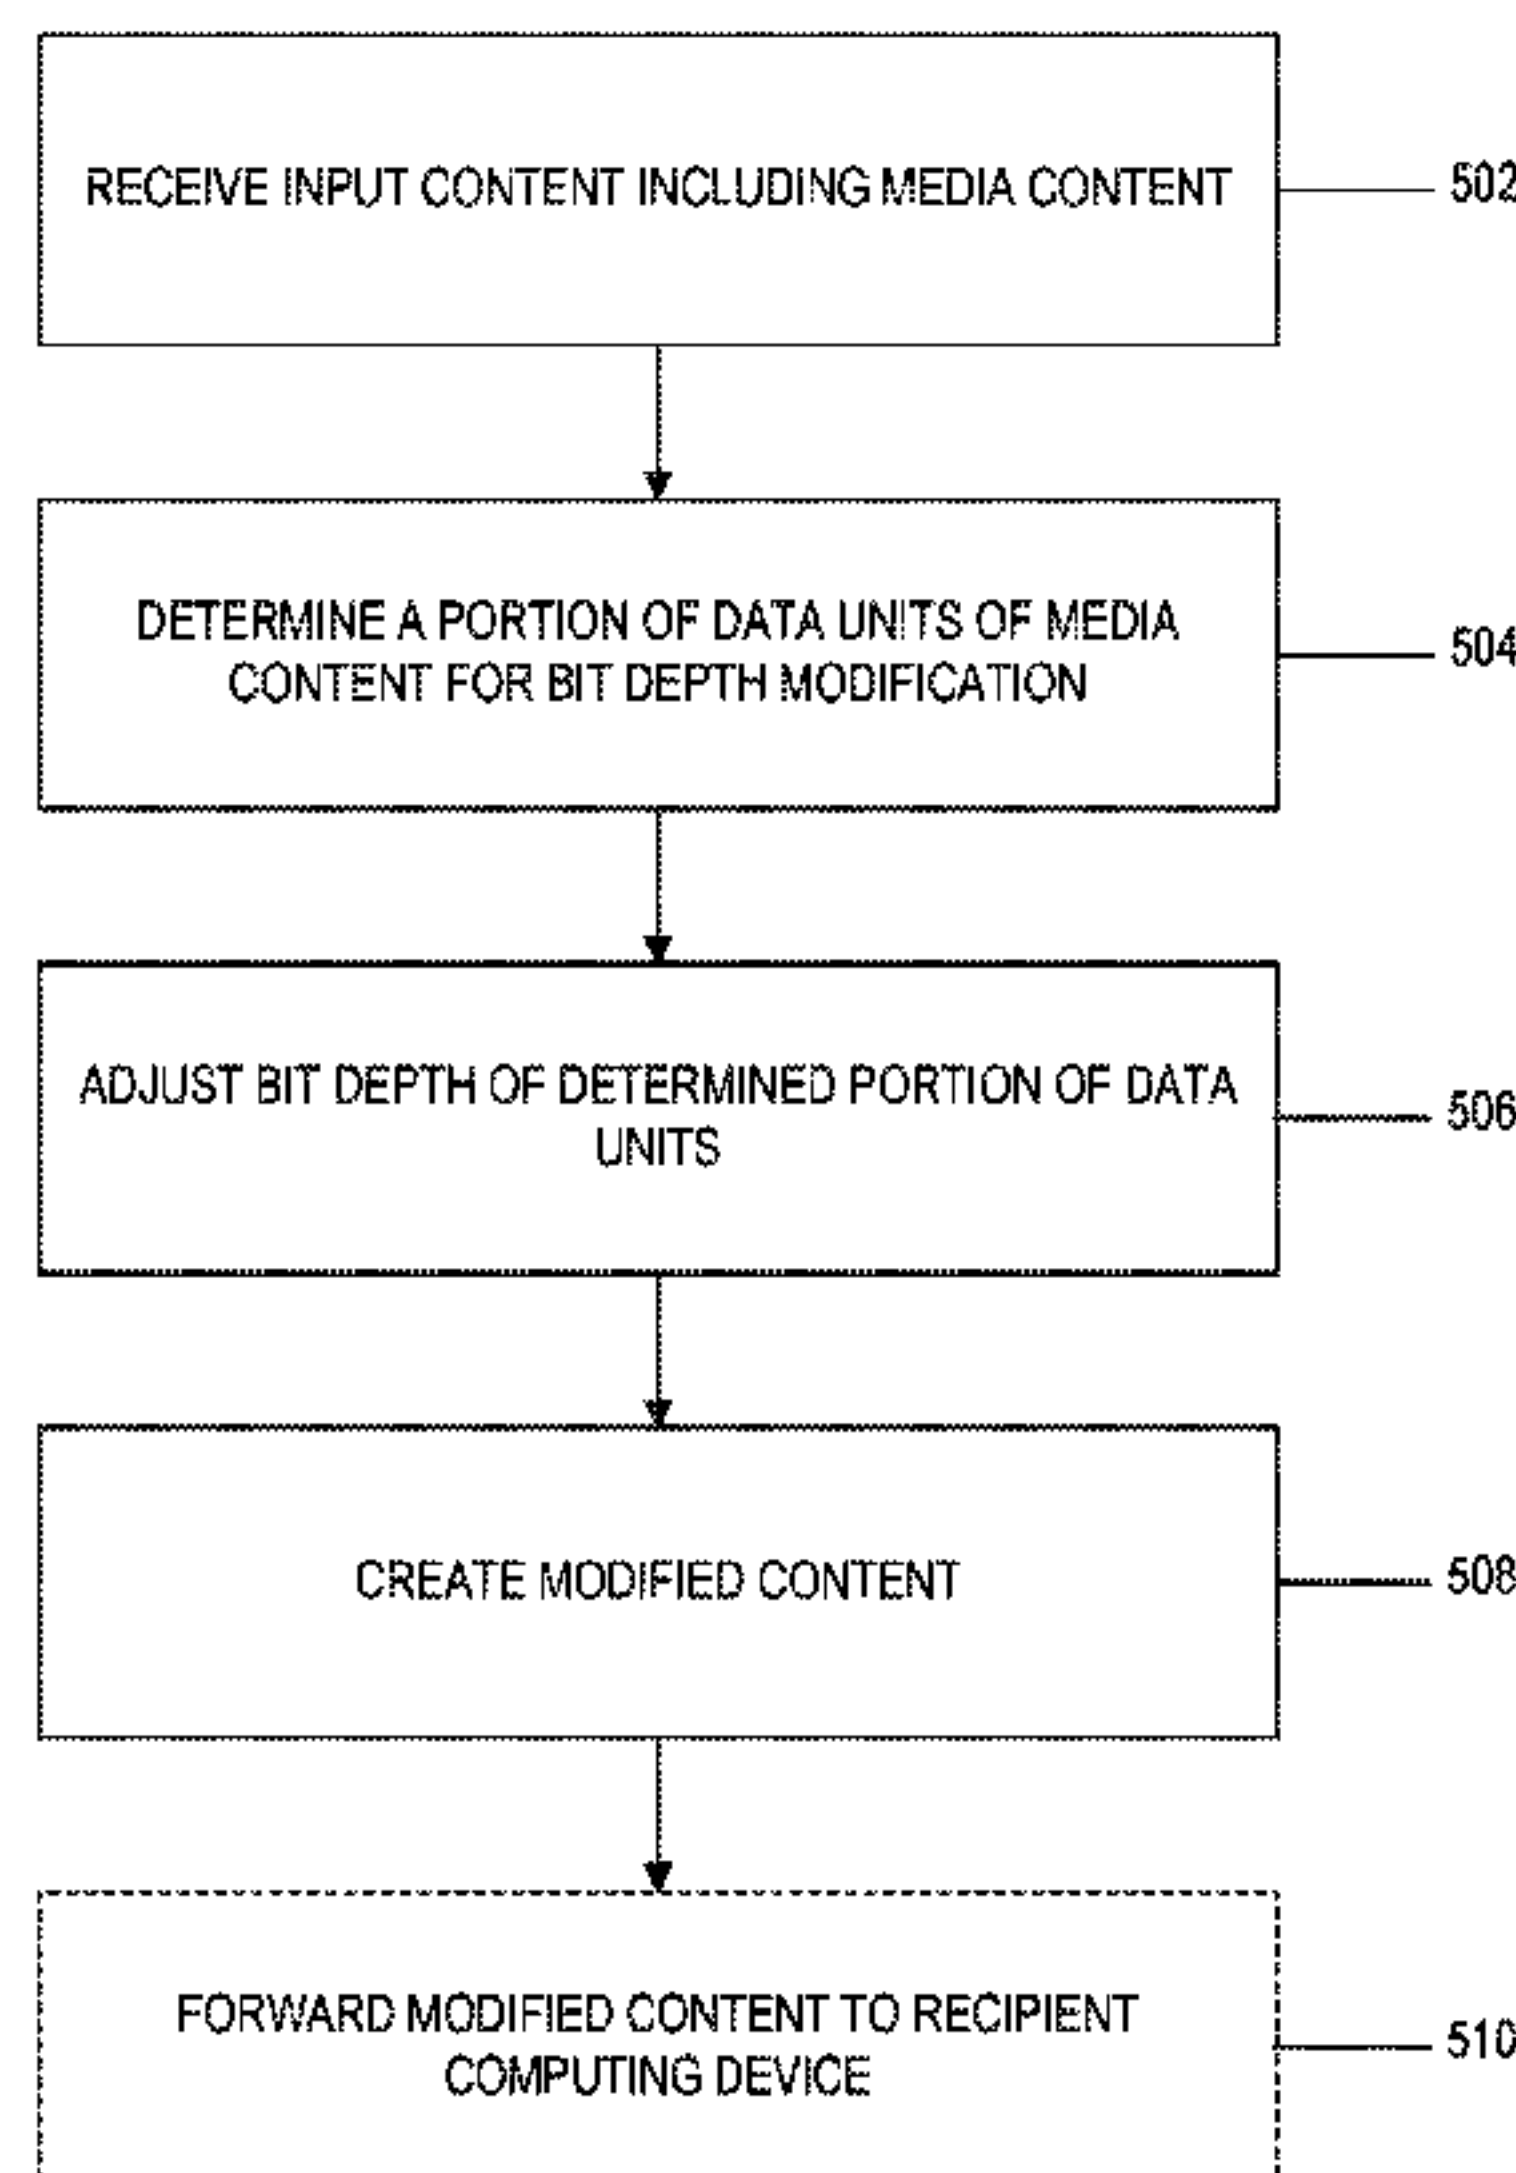 RECEIVE INPUT CONTENT INCLUDING MEDIA CONTENT
502
DETERMINE A PORTION OF DATA UNITS OF MEDIA
CONTENT FOR BIT DEPTH MODIFICATION
504
ADJUST BIT DEPTH OF DETERMINED PORTION OF DATA
UNITS
506
CREATE MODIFIED CONTENT
508
FORWARD MODIFIED CONTENT TO RECIPIENT
COMPUTING DEVICE
510